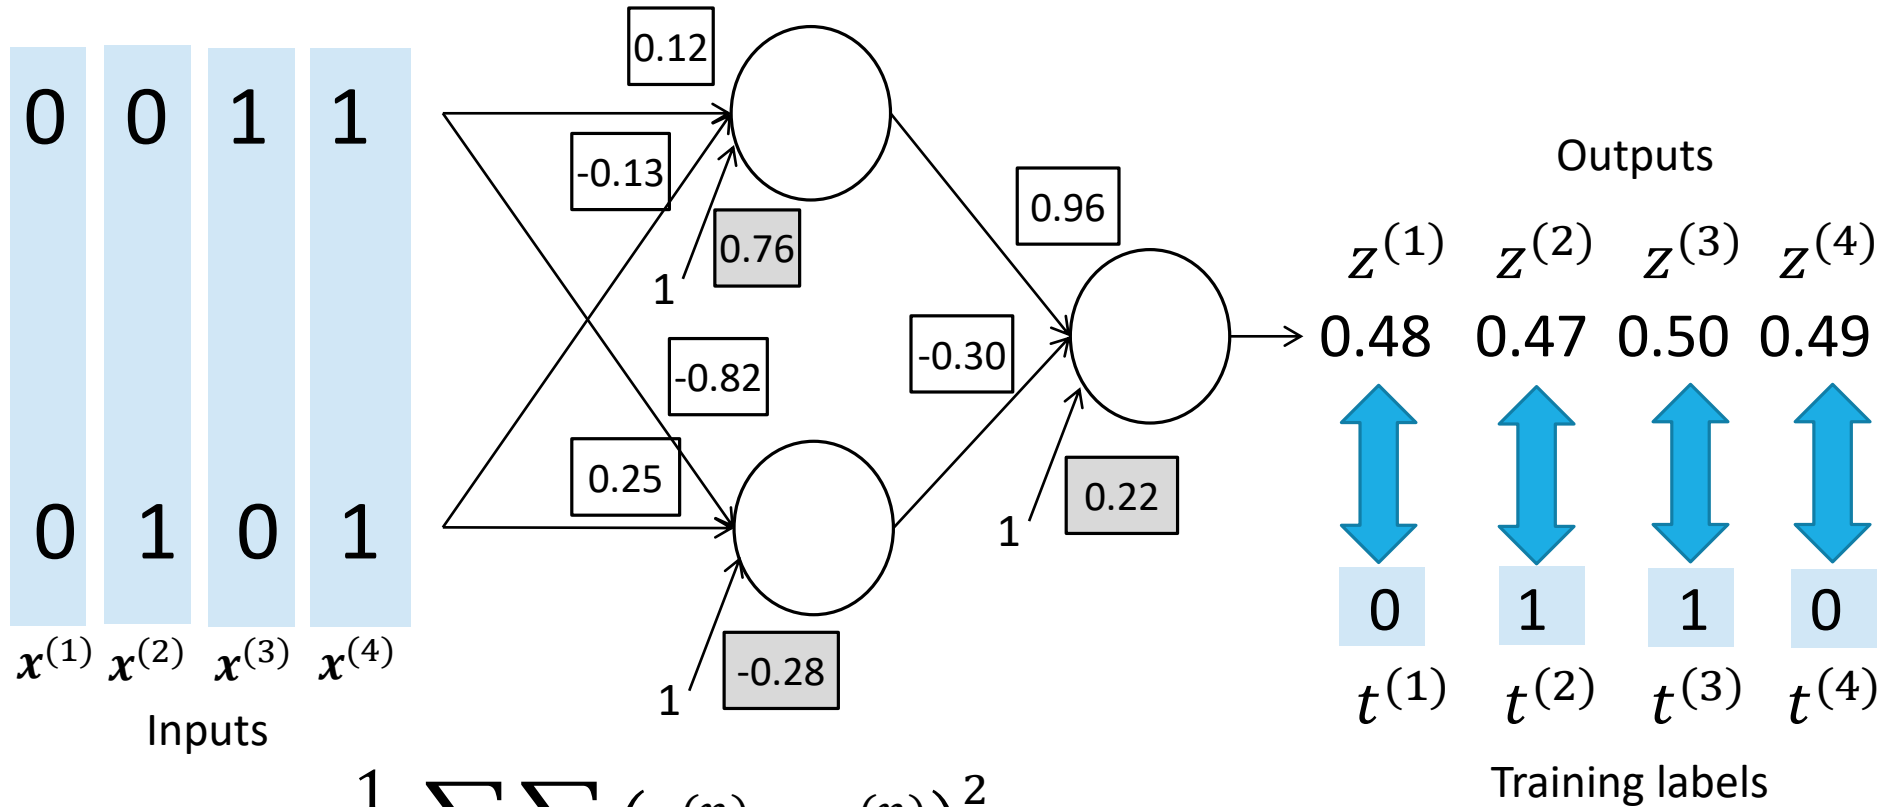 0 0 1 1
0 1 0 1
x^(1) x^(2) x^(3) x^(4)
Inputs
0.12
-0.13
0.76
1
-0.82
0.25
-0.28
1
0.96
-0.30
0.22
1
Outputs
z^(1) z^(2) z^(3) z^(4)
0.48 0.47 0.50 0.49
0 1 1 0
t^(1) t^(2) t^(3) t^(4)
Training labels